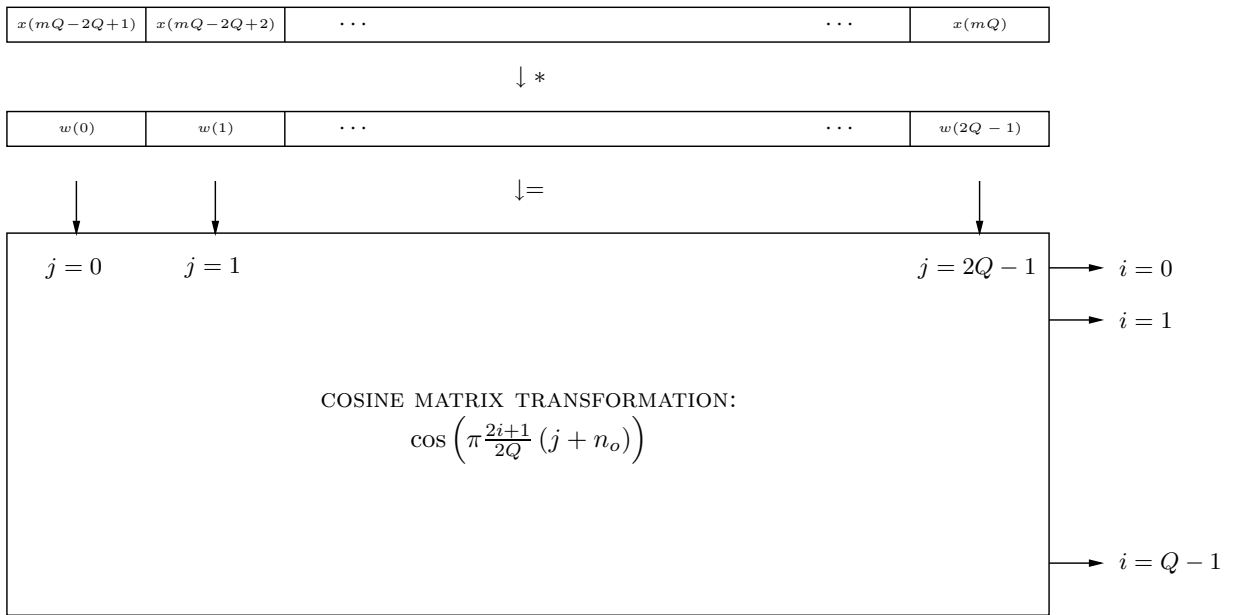 x(mQ−2Q+1) x(mQ−2Q+2) ··· ··· x(mQ)
↓ ∗
w(0) w(1) ··· ··· w(2Q − 1)
↓=
j = 0 j = 1 j = 2Q − 1 i = 0
i = 1
COSINE MATRIX TRANSFORMATION:
cos(π (2i+1)/(2Q) (j + n_o))
i = Q − 1